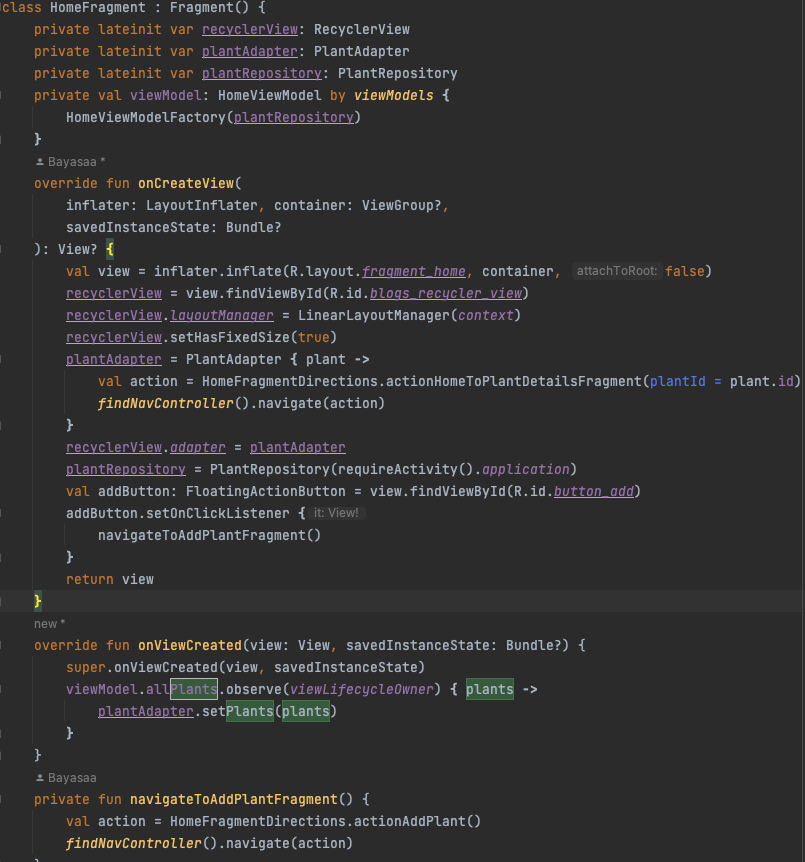 class HomeFragment : Fragment() {
    private lateinit var recyclerView: RecyclerView
    private lateinit var plantAdapter: PlantAdapter
    private lateinit var plantRepository: PlantRepository
    private val viewModel: HomeViewModel by viewModels {
        HomeViewModelFactory(plantRepository)
    }
    Bayasaa *
    override fun onCreateView(
        inflater: LayoutInflater, container: ViewGroup?,
        savedInstanceState: Bundle?
    ): View? {
        val view = inflater.inflate(R.layout.fragment_home, container, attachToRoot: false)
        recyclerView = view.findViewById(R.id.blogs_recycler_view)
        recyclerView.layoutManager = LinearLayoutManager(context)
        recyclerView.setHasFixedSize(true)
        plantAdapter = PlantAdapter { plant ->
            val action = HomeFragmentDirections.actionHomeToPlantDetailsFragment(plantId = plant.id)
            findNavController().navigate(action)
        }
        recyclerView.adapter = plantAdapter
        plantRepository = PlantRepository(requireActivity().application)
        val addButton: FloatingActionButton = view.findViewById(R.id.button_add)
        addButton.setOnClickListener { it: View!
            navigateToAddPlantFragment()
        }
        return view
    }
    new *
    override fun onViewCreated(view: View, savedInstanceState: Bundle?) {
        super.onViewCreated(view, savedInstanceState)
        viewModel.allPlants.observe(viewLifecycleOwner) { plants ->
            plantAdapter.setPlants(plants)
        }
    }
    Bayasaa
    private fun navigateToAddPlantFragment() {
        val action = HomeFragmentDirections.actionAddPlant()
        findNavController().navigate(action)